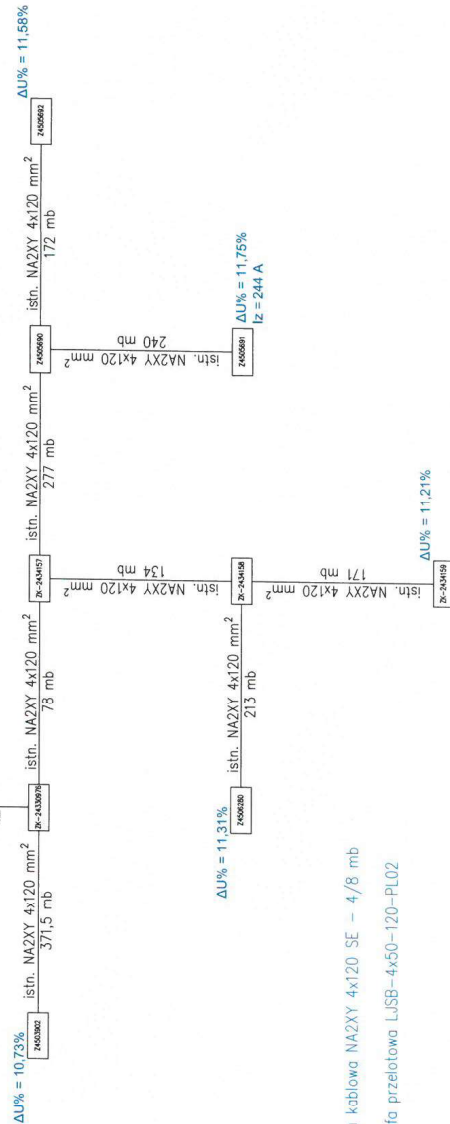 ΔU% = 10,73%
Z4503902
istn. NA2XY 4x120 mm²
371,5 mb
ZK-24330976
istn. NA2XY 4x120 mm²
73 mb
ZK-2434157
istn. NA2XY 4x120 mm²
277 mb
Z4505690
istn. NA2XY 4x120 mm²
172 mb
Z4505692
ΔU% = 11,58%
istn. NA2XY 4x120 mm²
134 mb
istn. NA2XY 4x120 mm²
240 mb
ΔU% = 11,31%
Z4506280
istn. NA2XY 4x120 mm²
213 mb
ZK-2434158
Z4505691
ΔU% = 11,75%
Iz = 244 A
istn. NA2XY 4x120 mm²
171 mb
ZK-2434159
ΔU% = 11,21%
kablowa NA2XY 4x120 SE - 4/8 mb
fa przelotowa LJSB-4x50-120-PL02